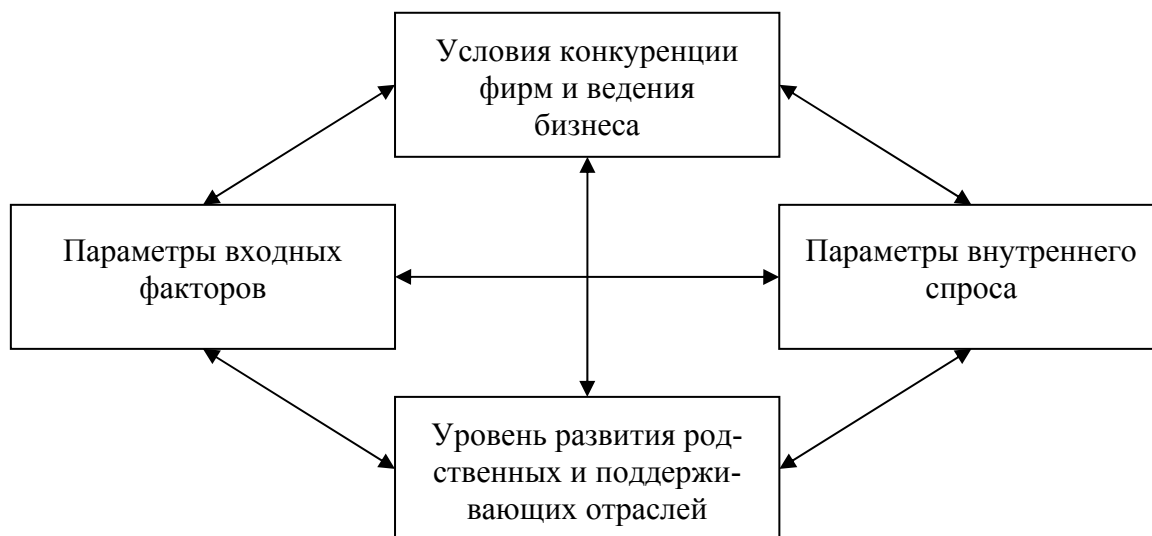 Условия конкуренции
фирм и ведения
бизнеса
Параметры входных
факторов
Параметры внутреннего
спроса
Уровень развития род-
ственных и поддержи-
вающих отраслей